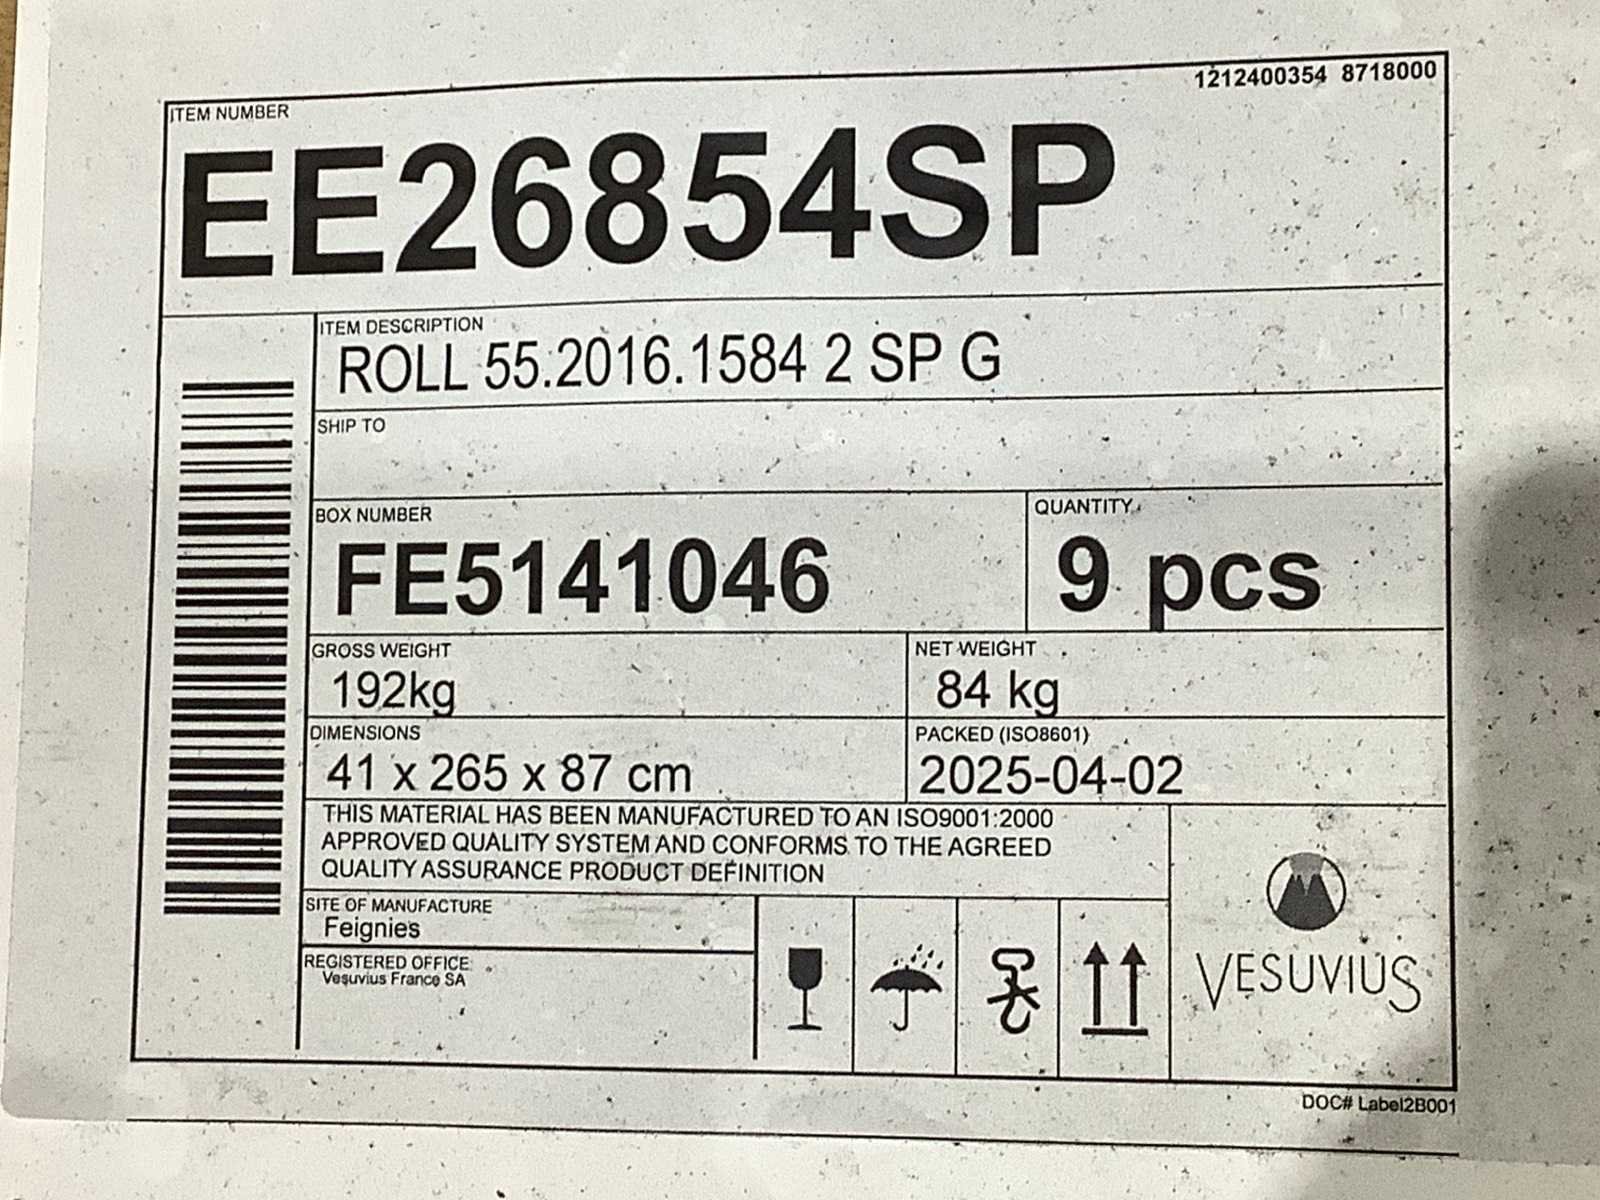 1212400354 8718000
ITEM NUMBER
EE26854SP
ITEM DESCRIPTION
ROLL 55.2016.1584 2 SP G
SHIP TO
BOX NUMBER
FE5141046
QUANTITY
9 pcs
GROSS WEIGHT
192kg
NET WEIGHT
84 kg
DIMENSIONS
41 x 265 x 87 cm
PACKED (ISO8601)
2025-04-02
THIS MATERIAL HAS BEEN MANUFACTURED TO AN ISO9001:2000
APPROVED QUALITY SYSTEM AND CONFORMS TO THE AGREED
QUALITY ASSURANCE PRODUCT DEFINITION
SITE OF MANUFACTURE
Feignies
REGISTERED OFFICE
Vesuvius France SA
VESUVIUS
DOC# Label2B001